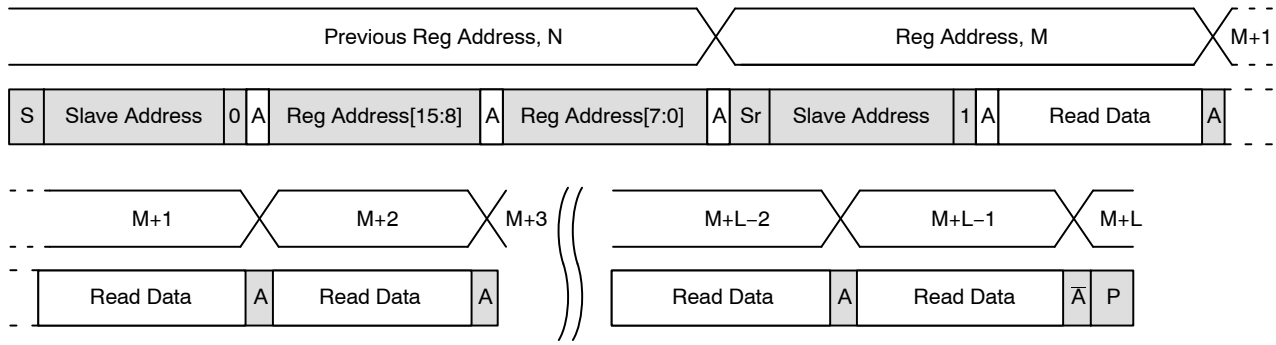 Previous Reg Address, N Reg Address, M M+1
S Slave Address 0 A Reg Address[15:8] A Reg Address[7:0] A Sr Slave Address 1 A Read Data A
M+1 M+2 M+3 M+L−2 M+L−1 M+L
Read Data A Read Data A Read Data A Read Data A̅ P